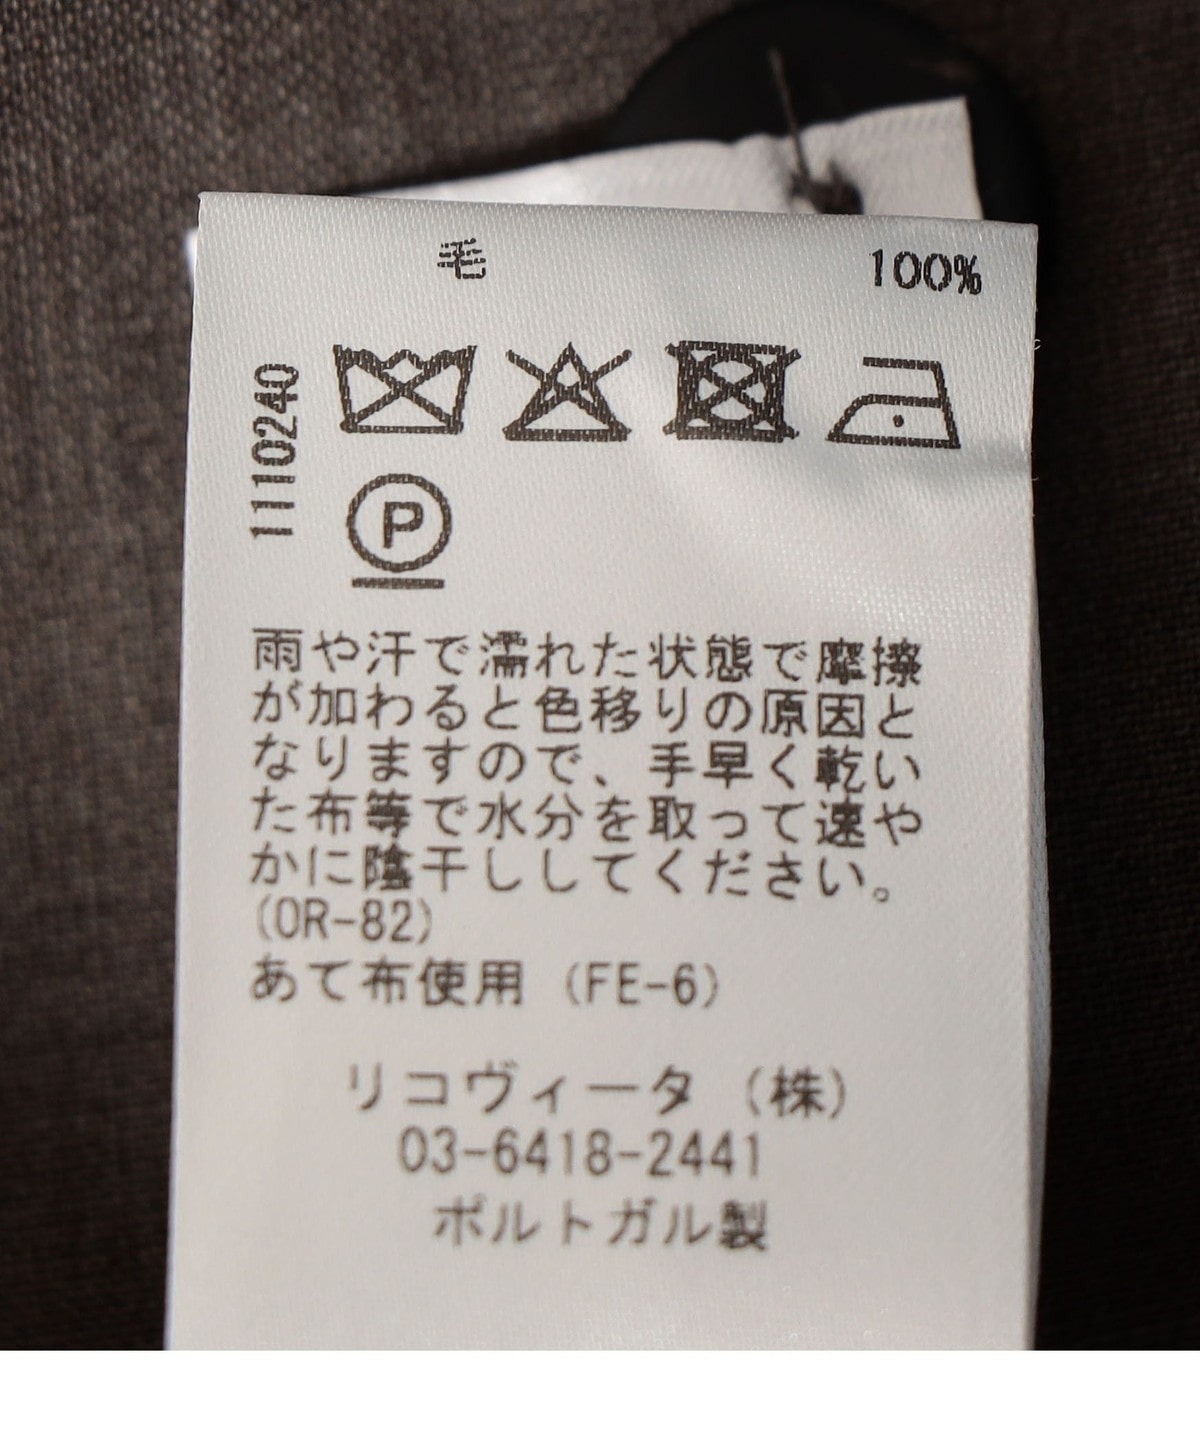 毛 100%
1110240
P
雨や汗で濡れた状態で摩擦
が加わると色移りの原因と
なりますので、手早く乾い
た布等で水分を取って速や
かに陰干ししてください。
(OR-82)
あて布使用 (FE-6)
リコヴィータ (株)
03-6418-2441
ポルトガル製